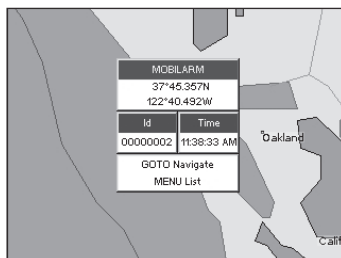 MOBILARM
37°45.357N
122°40.492W
Id Time
00000002 11:38:33 AM
GOTO Navigate
MENU List
Oakland
Calif